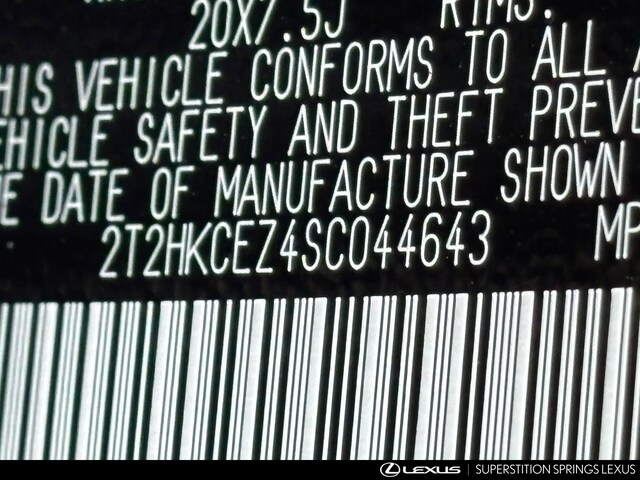 20X7.5J RIMS.
HIS VEHICLE CONFORMS TO ALL A
EHICLE SAFETY AND THEFT PREVE
E DATE OF MANUFACTURE SHOWN
2T2HKCEZ4SC044643 MP
LEXUS | SUPERSTITION SPRINGS LEXUS